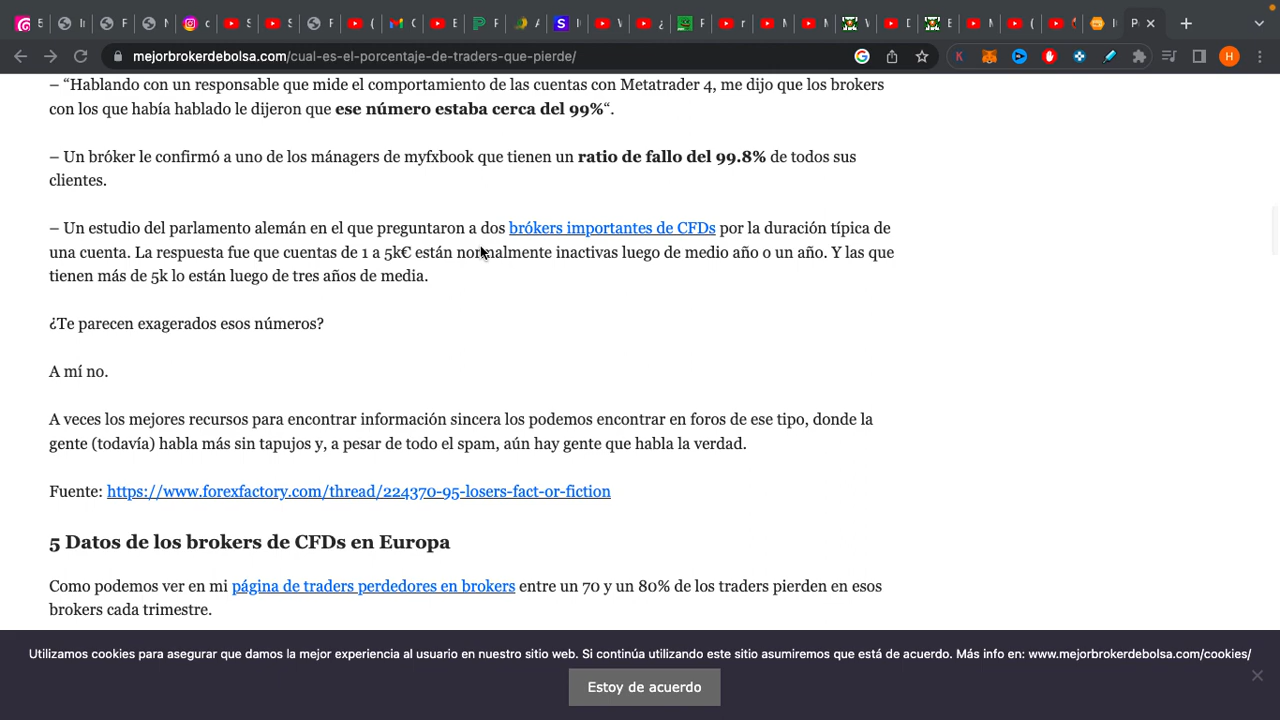 mejorbrokerdebolsa.com/cual-es-el-porcentaje-de-traders-que-pierde/
– “Hablando con un responsable que mide el comportamiento de las cuentas con Metatrader 4, me dijo que los brokers
con los que había hablado le dijeron que ese número estaba cerca del 99%“.
– Un bróker le confirmó a uno de los mánagers de myfxbook que tienen un ratio de fallo del 99.8% de todos sus
clientes.
– Un estudio del parlamento alemán en el que preguntaron a dos brókers importantes de CFDs por la duración típica de
una cuenta. La respuesta fue que cuentas de 1 a 5k€ están normalmente inactivas luego de medio año o un año. Y las que
tienen más de 5k lo están luego de tres años de media.
¿Te parecen exagerados esos números?
A mí no.
A veces los mejores recursos para encontrar información sincera los podemos encontrar en foros de ese tipo, donde la
gente (todavía) habla más sin tapujos y, a pesar de todo el spam, aún hay gente que habla la verdad.
Fuente: https://www.forexfactory.com/thread/224370-95-losers-fact-or-fiction
5 Datos de los brokers de CFDs en Europa
Como podemos ver en mi página de traders perdedores en brokers entre un 70 y un 80% de los traders pierden en esos
brokers cada trimestre.
Utilizamos cookies para asegurar que damos la mejor experiencia al usuario en nuestro sitio web. Si continúa utilizando este sitio asumiremos que está de acuerdo. Más info en: www.mejorbrokerdebolsa.com/cookies/
Estoy de acuerdo